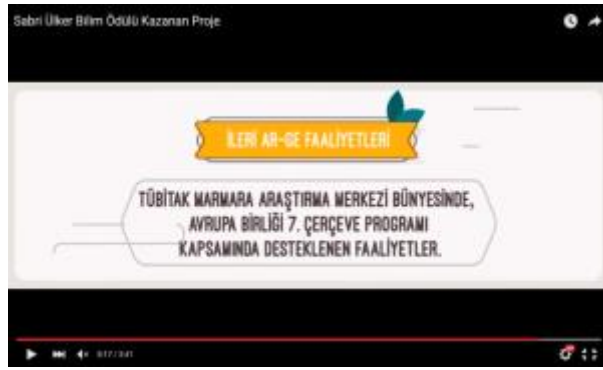 Sabri Ülker Bilim Ödülü Kazanan Proje
İLERİ AR-GE FAALİYETLERİ
TÜBİTAK MARMARA ARAŞTIRMA MERKEZİ BÜNYESİNDE,
AVRUPA BİRLİĞİ 7. ÇERÇEVE PROGRAMI
KAPSAMINDA DESTEKLENEN FAALİYETLER.